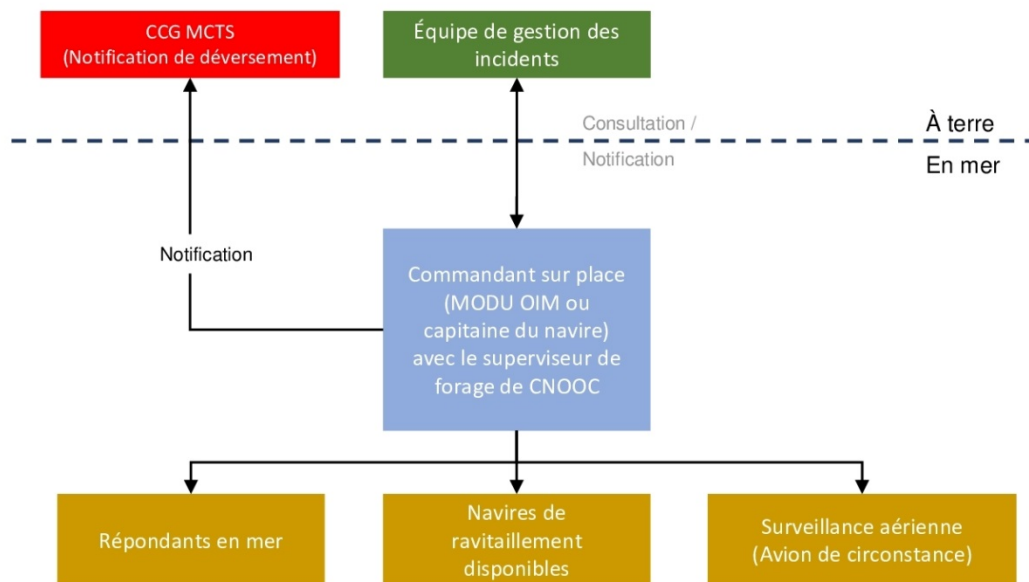 CCG MCTS
(Notification de déversement)
Équipe de gestion des
incidents
Consultation /
Notification
À terre
En mer
Notification
Commandant sur place
(MODU OIM ou
capitaine du navire)
avec le superviseur de
forage de CNOOC
Répondants en mer
Navires de
ravitaillement
disponibles
Surveillance aérienne
(Avion de circonstance)